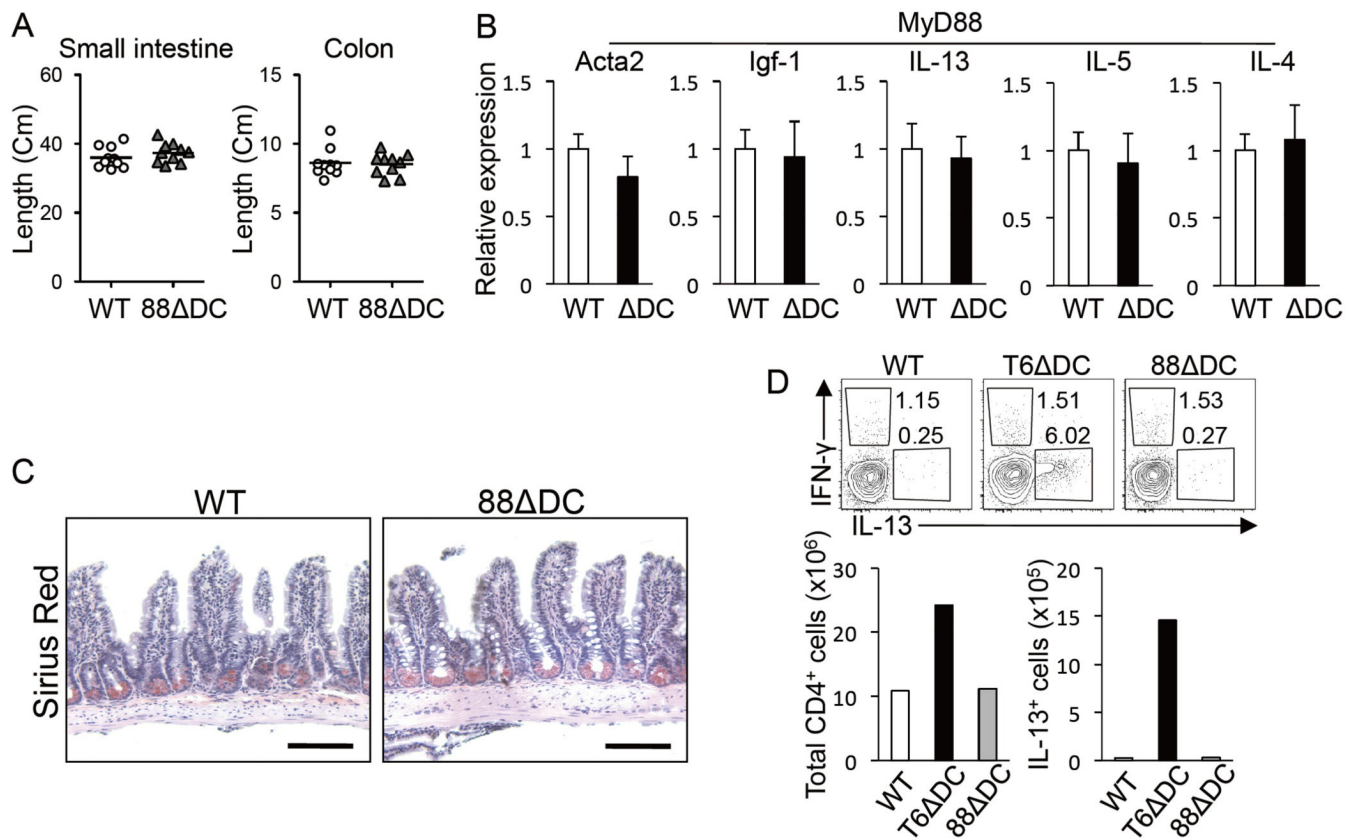 A
Small intestine
Colon
Length (Cm)
60
40
20
0
WT 88ΔDC
Length (Cm)
15
10
5
0
WT 88ΔDC
B
MyD88
Acta2
Igf-1
IL-13
IL-5
IL-4
Relative expression
1.5
1
0.5
0
WT ΔDC
1.5
1
0.5
0
WT ΔDC
1.5
1
0.5
0
WT ΔDC
1.5
1
0.5
0
WT ΔDC
1.5
1
0.5
0
WT ΔDC
C
WT
88ΔDC
Sirius Red
D
WT
T6ΔDC
88ΔDC
1.15
0.25
1.51
6.02
1.53
0.27
IFN-γ
IL-13
Total CD4⁺ cells (x10⁶)
30
20
10
0
WT
T6ΔDC
88ΔDC
IL-13⁺ cells (x10⁵)
20
15
10
5
0
WT
T6ΔDC
88ΔDC